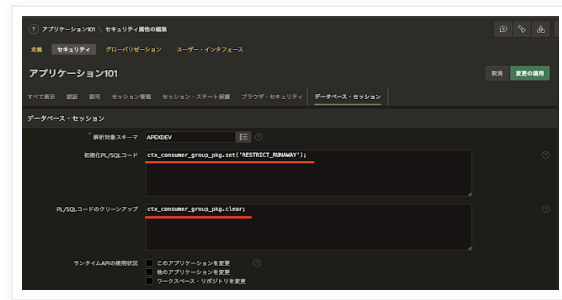 アプリケーション101 \ セキュリティ属性の編集
定義 セキュリティ グローバリゼーション ユーザー・インタフェース
アプリケーション101
取消 変更の適用
すべて表示 認証 認可 セッション管理 セッション・ステート保護 ブラウザ・セキュリティ データベース・セッション
データベース・セッション
* 解析対象スキーマ APEXDEV
初期化PL/SQLコード ctx_consumer_group_pkg.set('RESTRICT_RUNAWAY');
PL/SQLコードのクリーンアップ ctx_consumer_group_pkg.clear;
ランタイムAPIの使用状況 このアプリケーションを変更
他のアプリケーションを変更
ワークスペース・リポジトリを変更